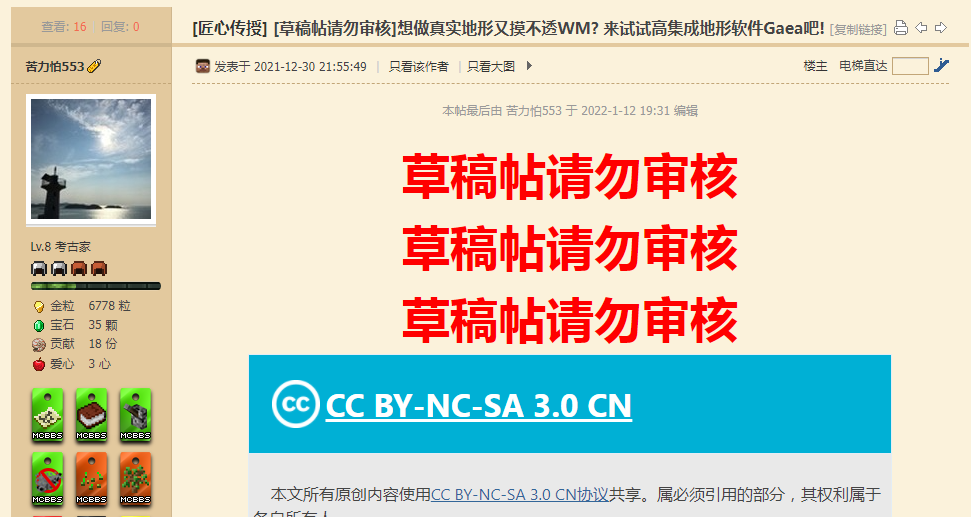 查看: 16 回复: 0
[匠心传授] [草稿帖请勿审核]想做真实地形又摸不透WM? 来试试高集成地形软件Gaea吧! [复制链接]
苦力怕553
发表于 2021-12-30 21:55:49 | 只看该作者 | 只看大图
楼主 电梯直达
本帖最后由 苦力怕553 于 2022-1-12 19:31 编辑
草稿帖请勿审核
草稿帖请勿审核
草稿帖请勿审核
Lv.8 考古家
金粒 6778 粒
宝石 35 颗
贡献 18 份
爱心 3 心
MCBBS MCBBS MCBBS
MCBBS MCBBS MCBBS
CC CC BY-NC-SA 3.0 CN
本文所有原创内容使用CC BY-NC-SA 3.0 CN协议共享。属必须引用的部分，其权利属于
各自所有人